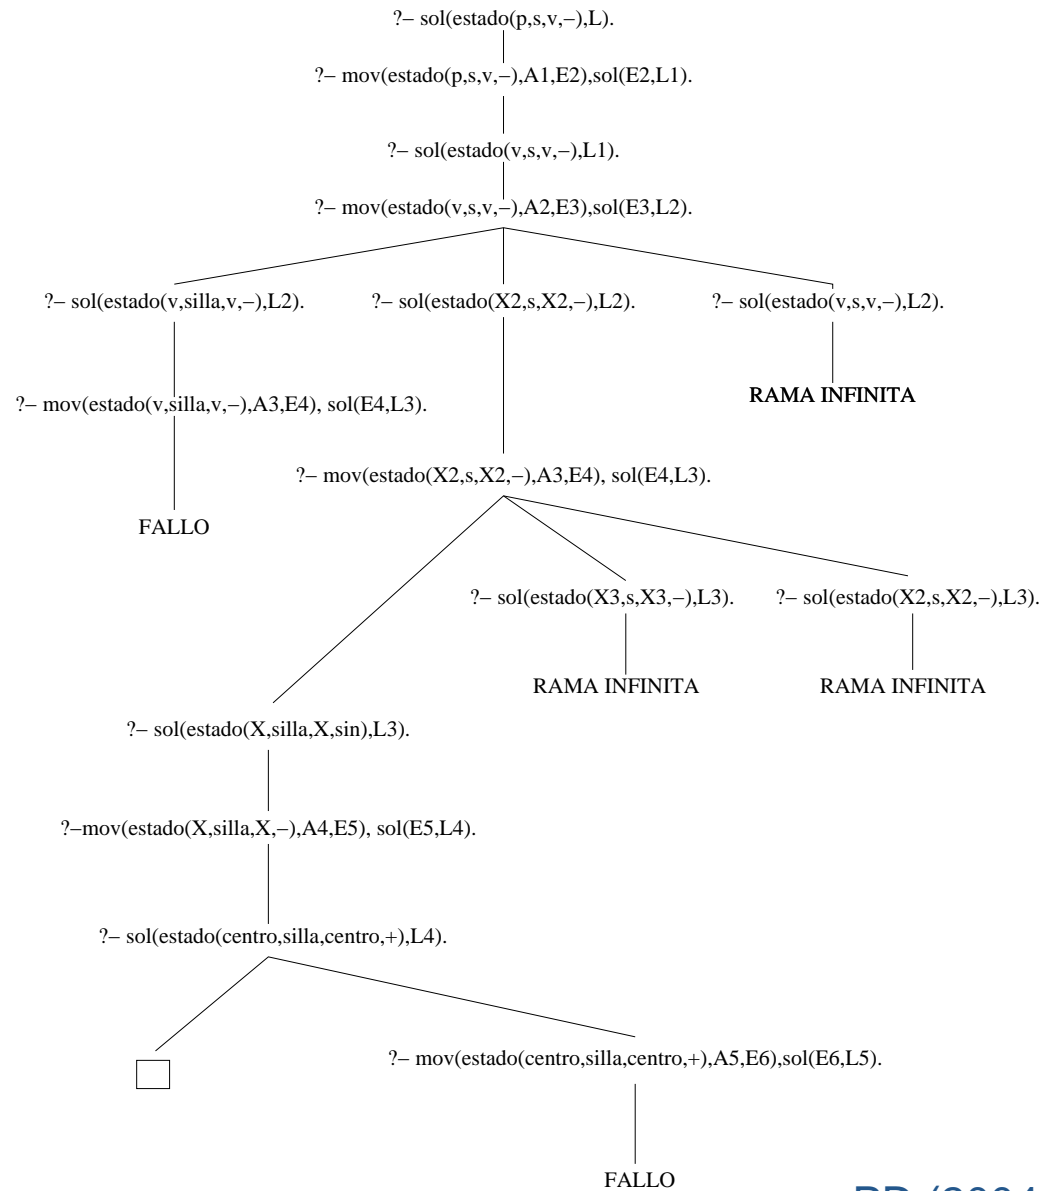 ?– sol(estado(p,s,v,–),L).
?– mov(estado(p,s,v,–),A1,E2),sol(E2,L1).
?– sol(estado(v,s,v,–),L1).
?– mov(estado(v,s,v,–),A2,E3),sol(E3,L2).
?– sol(estado(v,silla,v,–),L2).
?– sol(estado(X2,s,X2,–),L2).
?– sol(estado(v,s,v,–),L2).
RAMA INFINITA
?– mov(estado(v,silla,v,–),A3,E4), sol(E4,L3).
?– mov(estado(X2,s,X2,–),A3,E4), sol(E4,L3).
FALLO
?– sol(estado(X3,s,X3,–),L3).
?– sol(estado(X2,s,X2,–),L3).
RAMA INFINITA
RAMA INFINITA
?– sol(estado(X,silla,X,sin),L3).
?–mov(estado(X,silla,X,–),A4,E5), sol(E5,L4).
?– sol(estado(centro,silla,centro,+),L4).
?– mov(estado(centro,silla,centro,+),A5,E6),sol(E6,L5).
FALLO